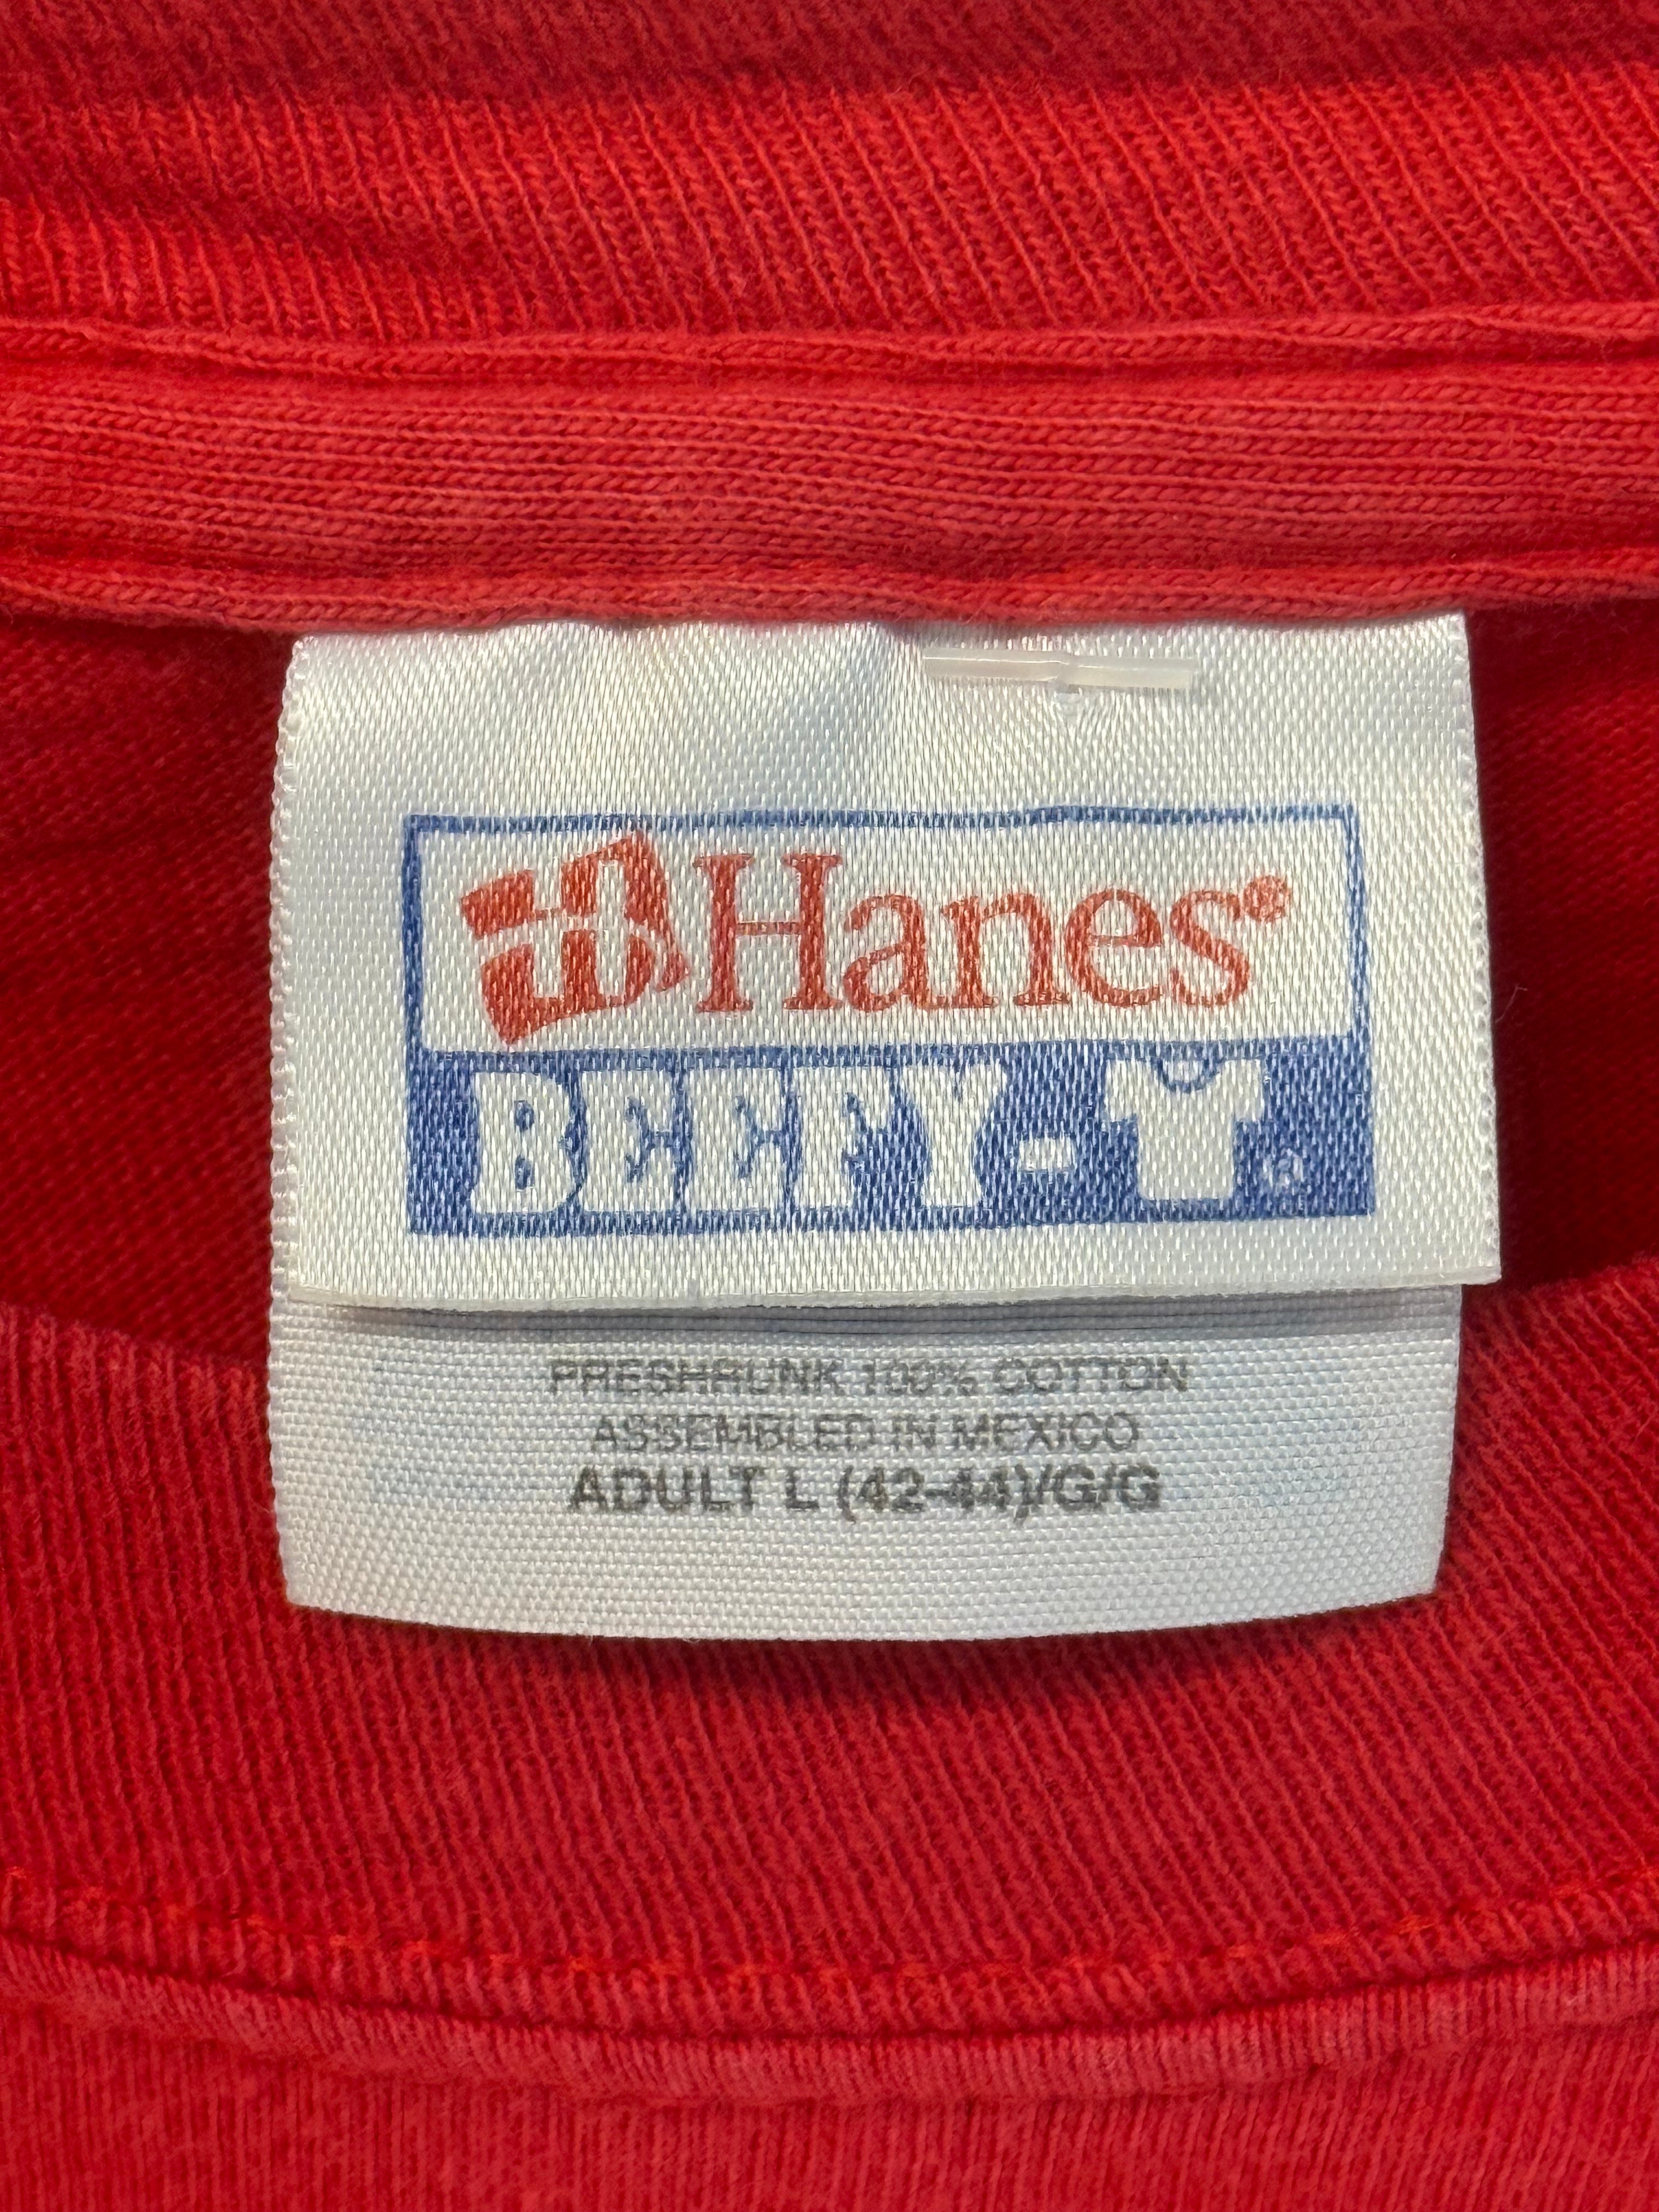 Hanes®
BEEFY-T®
PRESHRUNK 100% COTTON
ASSEMBLED IN MEXICO
ADULT L (42-44)/G/G